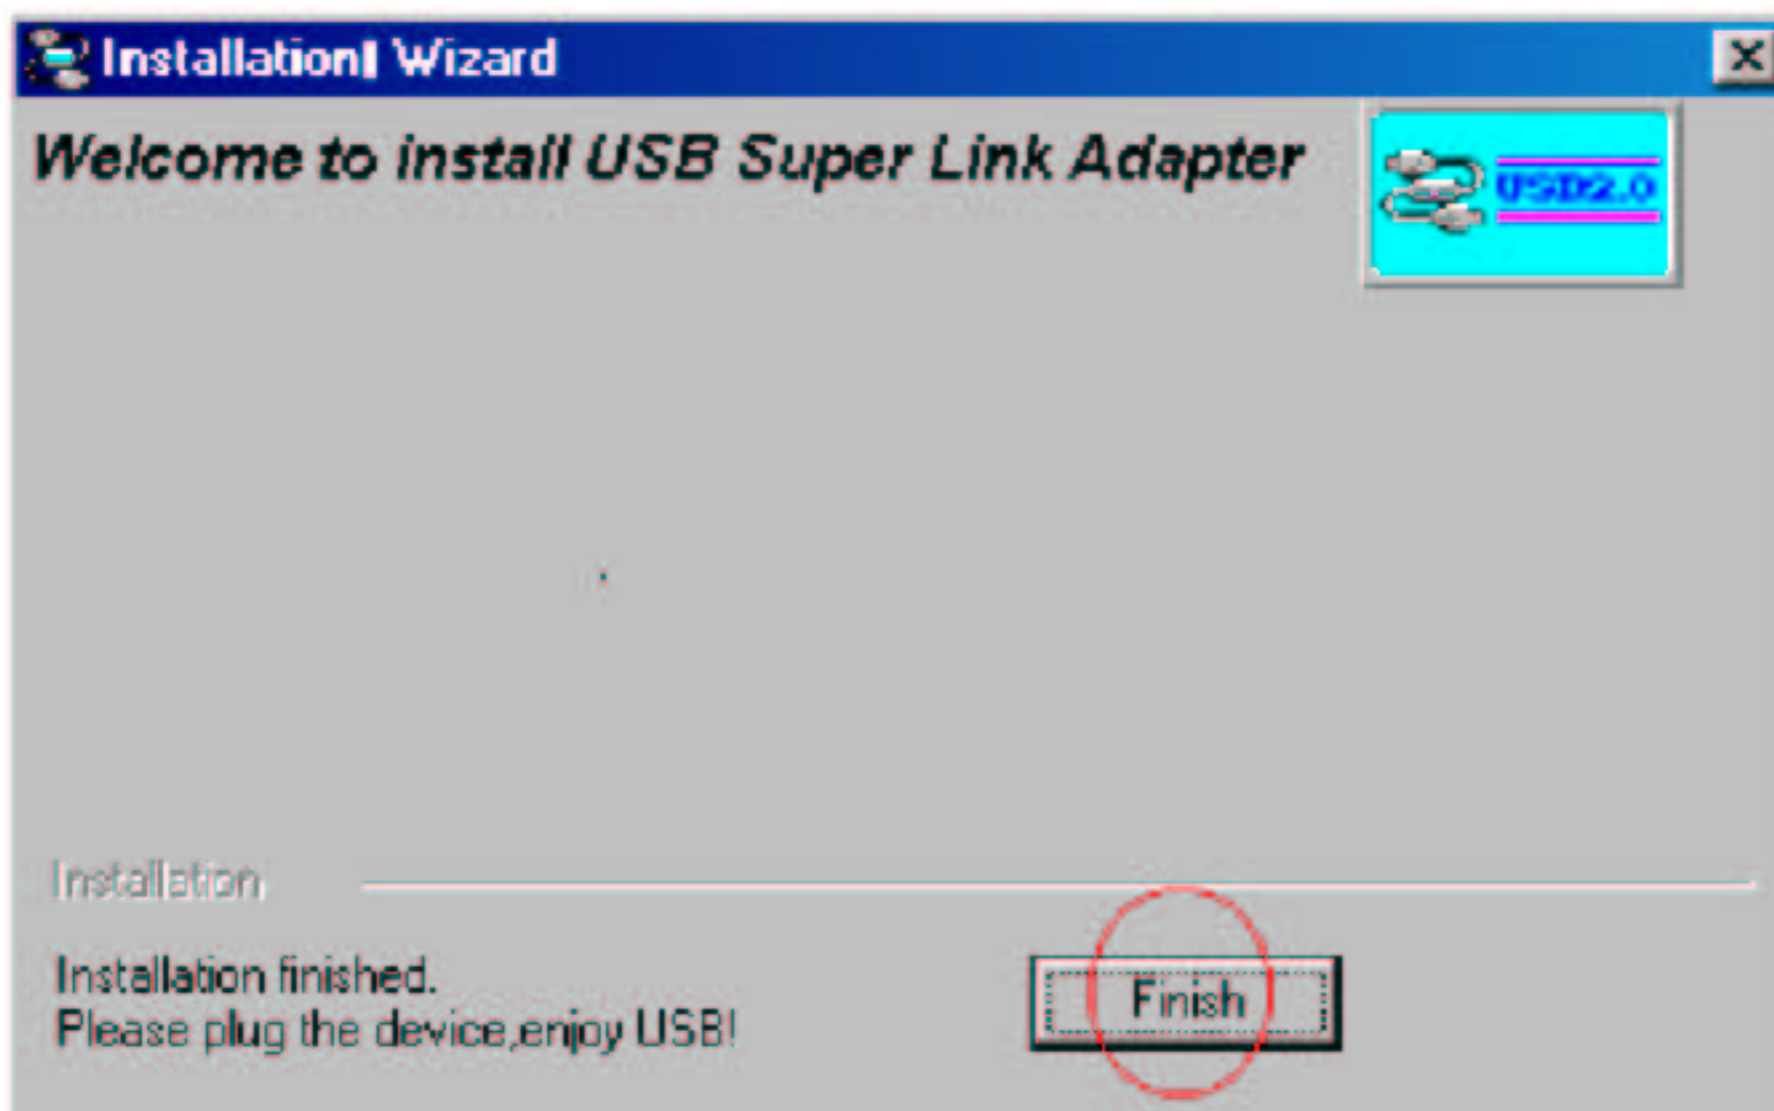 Installation Wizard
Welcome to install USB Super Link Adapter
USB2.0
Installation
Installation finished.
Please plug the device,enjoy USB!
Finish